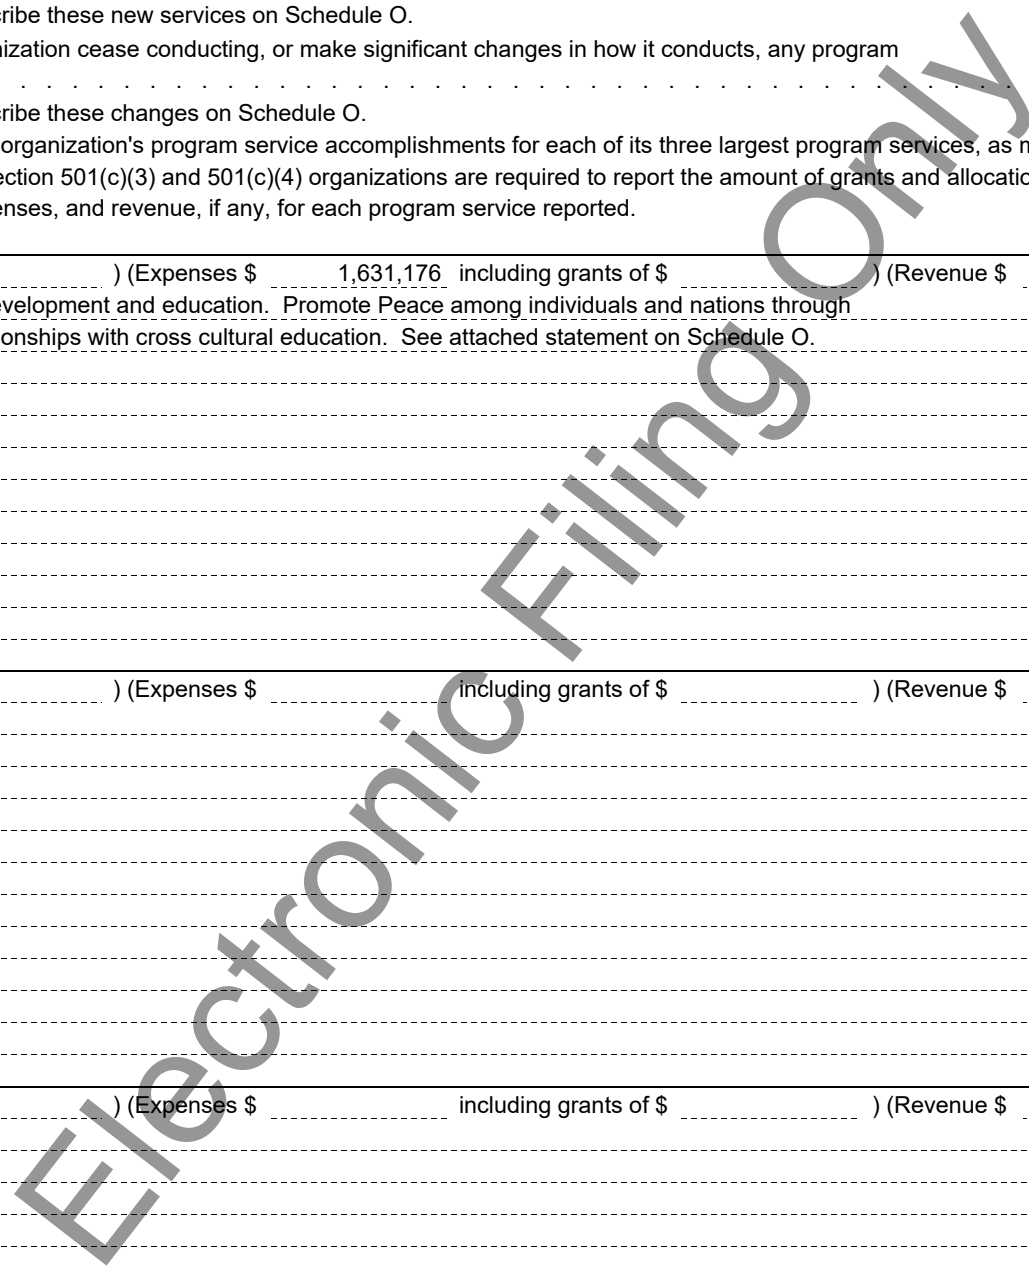 cribe these new services on Schedule O.
nization cease conducting, or make significant changes in how it conducts, any program
. . . . . . . . . . . . . . . . . . . . . . . . . . . . . . . . . . . . . . .
cribe these changes on Schedule O.
organization's program service accomplishments for each of its three largest program services, as m
ection 501(c)(3) and 501(c)(4) organizations are required to report the amount of grants and allocatio
enses, and revenue, if any, for each program service reported.
) (Expenses $ 1,631,176 including grants of $ ) (Revenue $
evelopment and education.  Promote Peace among individuals and nations through
onships with cross cultural education.  See attached statement on Schedule O.
) (Expenses $ including grants of $ ) (Revenue $
) (Expenses $ including grants of $ ) (Revenue $
Electronic Filing Only